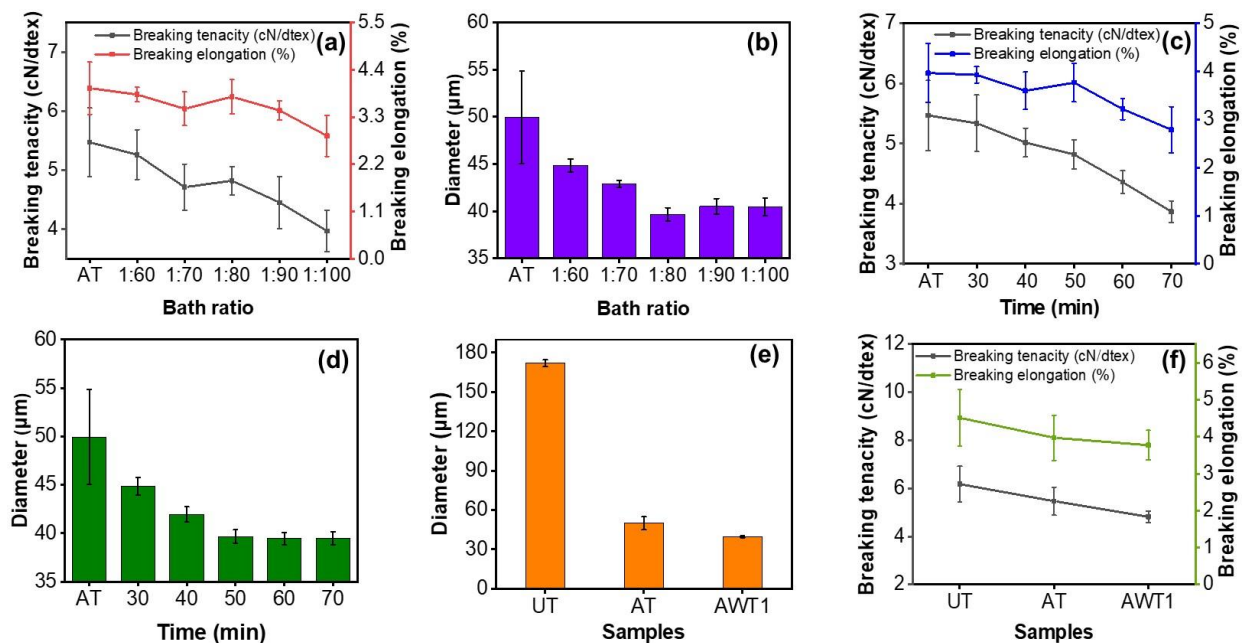 (a)
Breaking tenacity (cN/dtex)
Breaking elongation (%)
Breaking tenacity (cN/dtex)
7
6
5
4
Breaking elongation (%)
5.5
4.4
3.3
2.2
1.1
0.0
AT 1:60 1:70 1:80 1:90 1:100
Bath ratio
(b)
Diameter (μm)
60
55
50
45
40
35
AT 1:60 1:70 1:80 1:90 1:100
Bath ratio
(c)
Breaking tenacity (cN/dtex)
Breaking elongation (%)
Breaking tenacity (cN/dtex)
7
6
5
4
3
Breaking elongation (%)
5
4
3
2
1
0
AT 30 40 50 60 70
Time (min)
(d)
Diameter (μm)
60
50
45
40
35
AT 30 40 50 60 70
Time (min)
(e)
Diameter (μm)
180
150
120
90
60
30
0
UT AT AWT1
Samples
(f)
Breaking tenacity (cN/dtex)
Breaking elongation (%)
Breaking tenacity (cN/dtex)
12
10
8
6
4
2
Breaking elongation (%)
6
5
4
3
2
1
0
UT AT AWT1
Samples